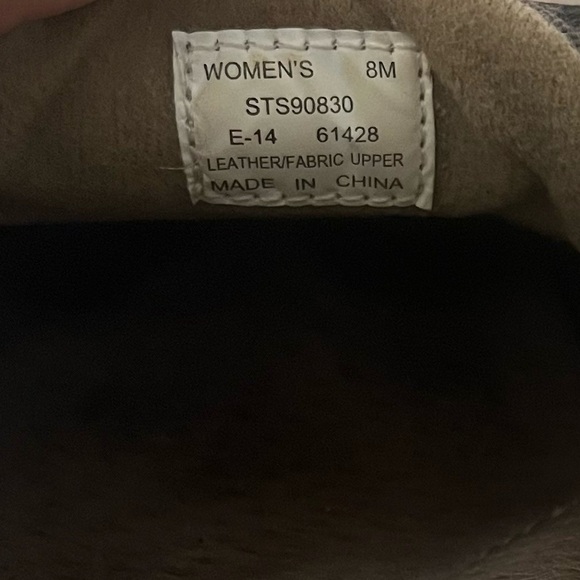 WOMEN'S 8M
STS90830
E-14 61428
LEATHER/FABRIC UPPER
MADE IN CHINA